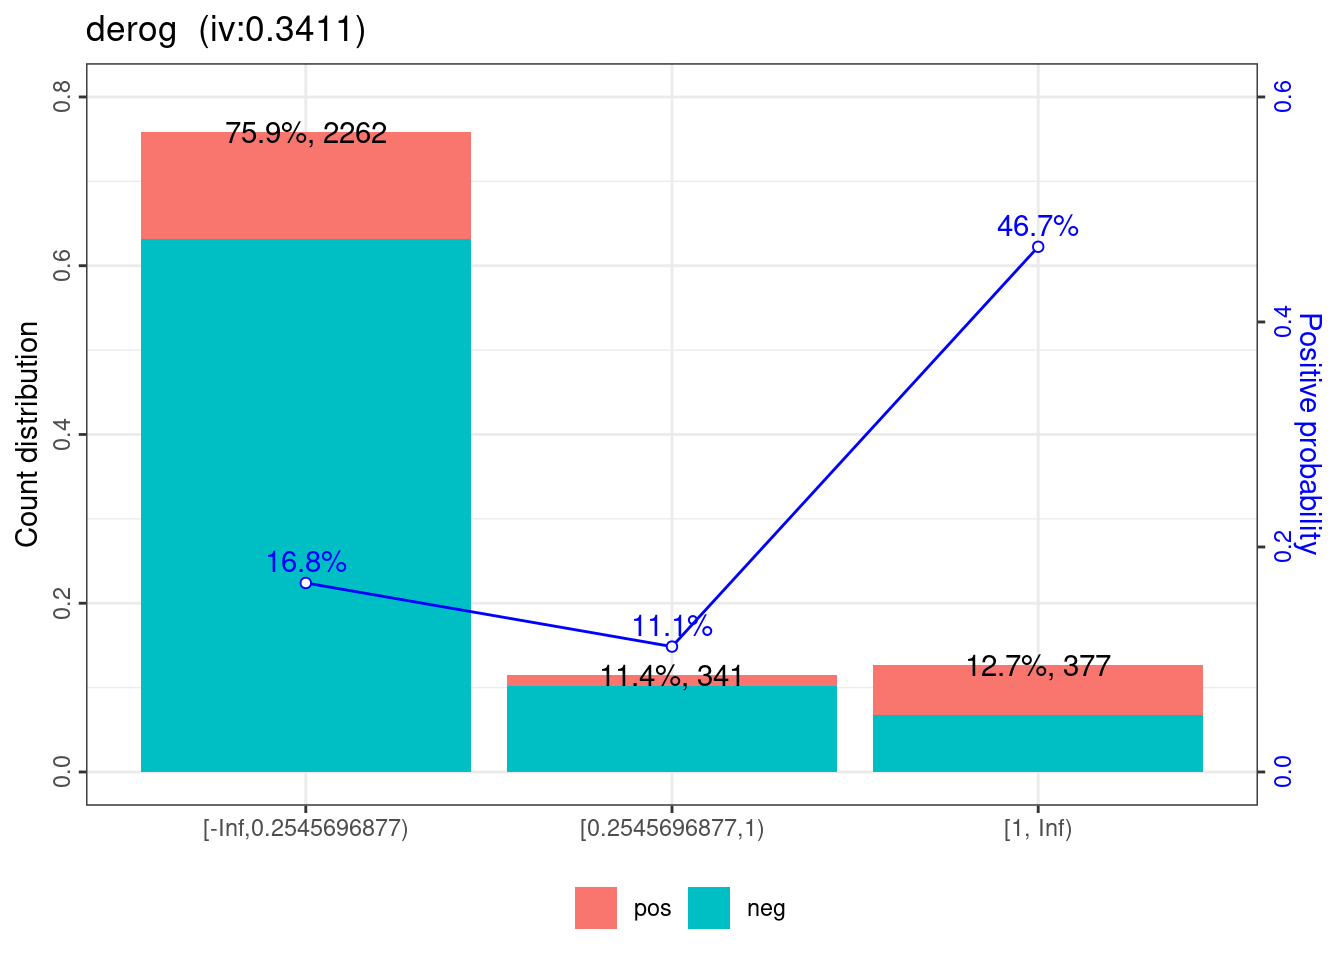 derog  (iv:0.3411)
Count distribution
0.8
0.6
0.4
0.2
0.0
75.9%, 2262
11.4%, 341
12.7%, 377
16.8%
11.1%
46.7%
0.6
0.4
0.2
0.0
Positive probability
[-Inf,0.2545696877)
[0.2545696877,1)
[1, Inf)
pos
neg